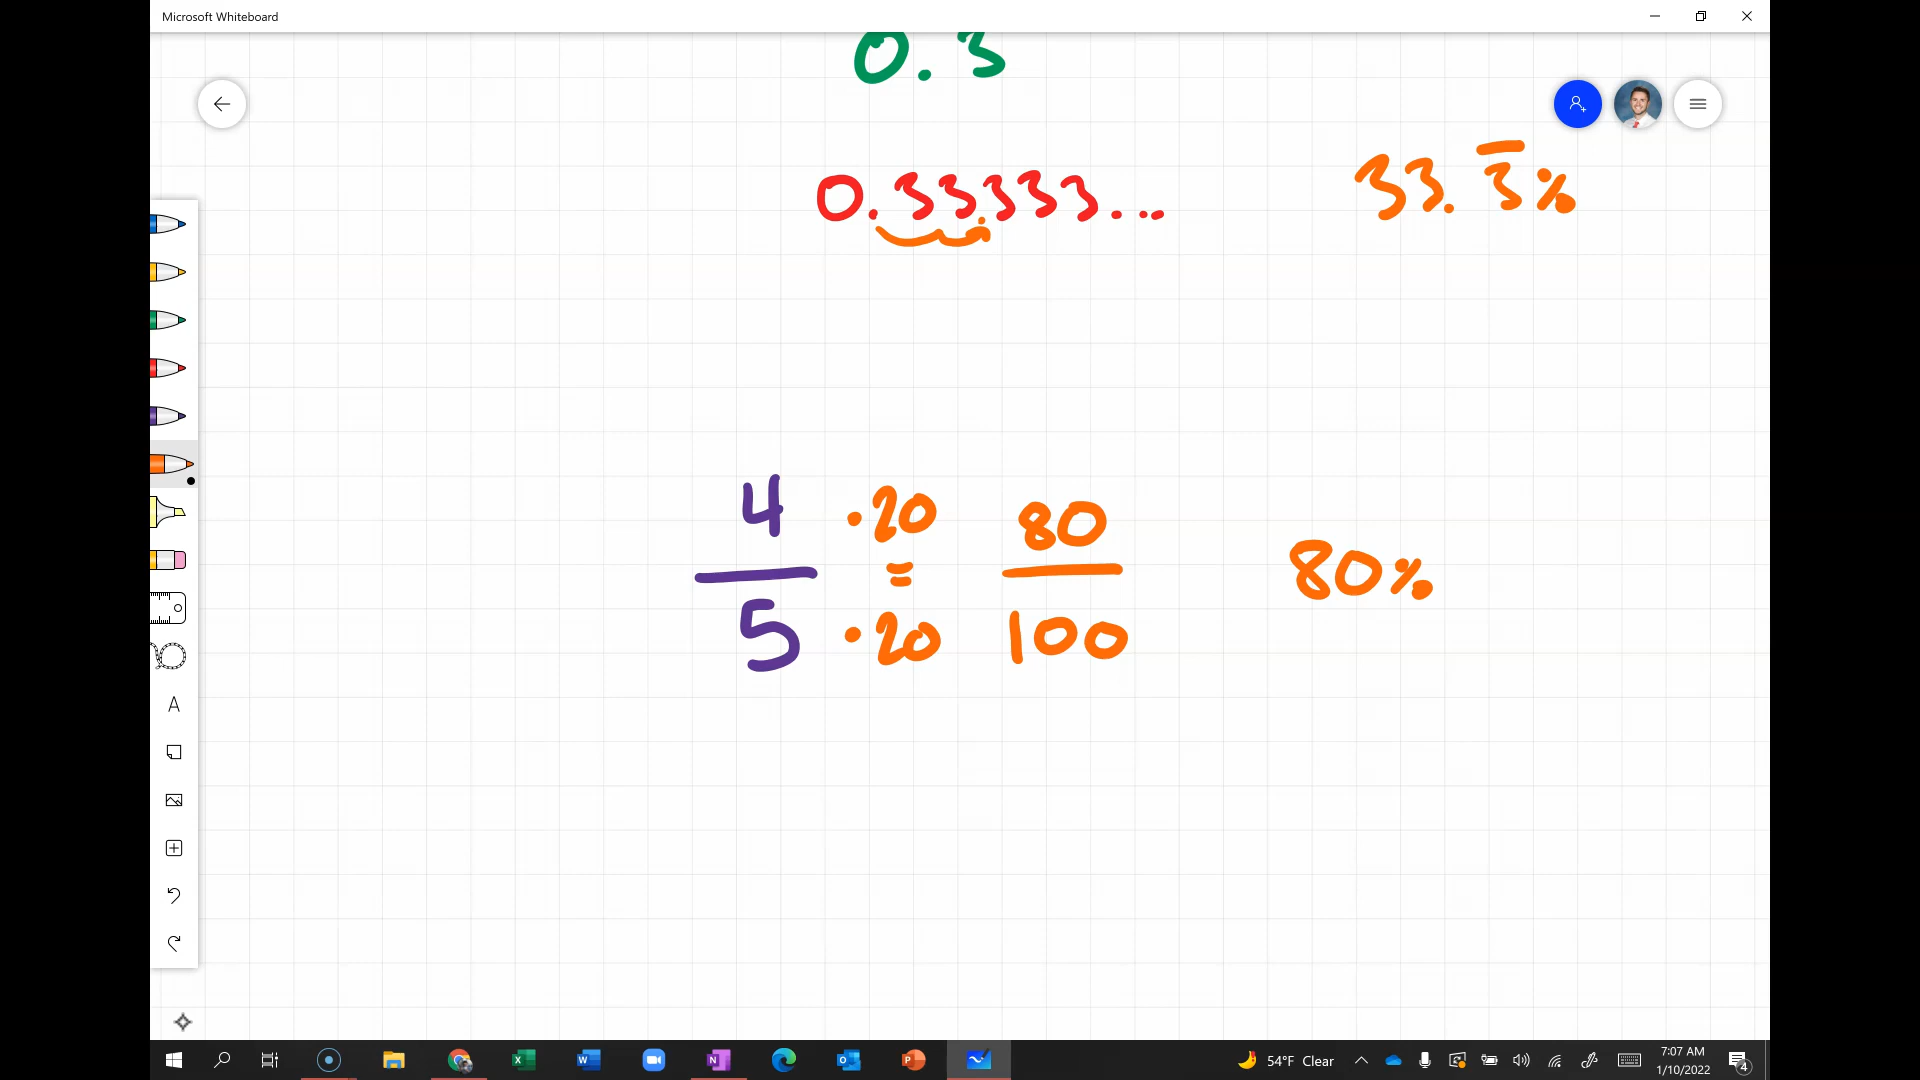 Microsoft Whiteboard
0.3
0.33333...
33.3̅%
4 · 20 80
— = — 80%
5 · 20 100
A
54°F Clear
7:07 AM
1/10/2022
4